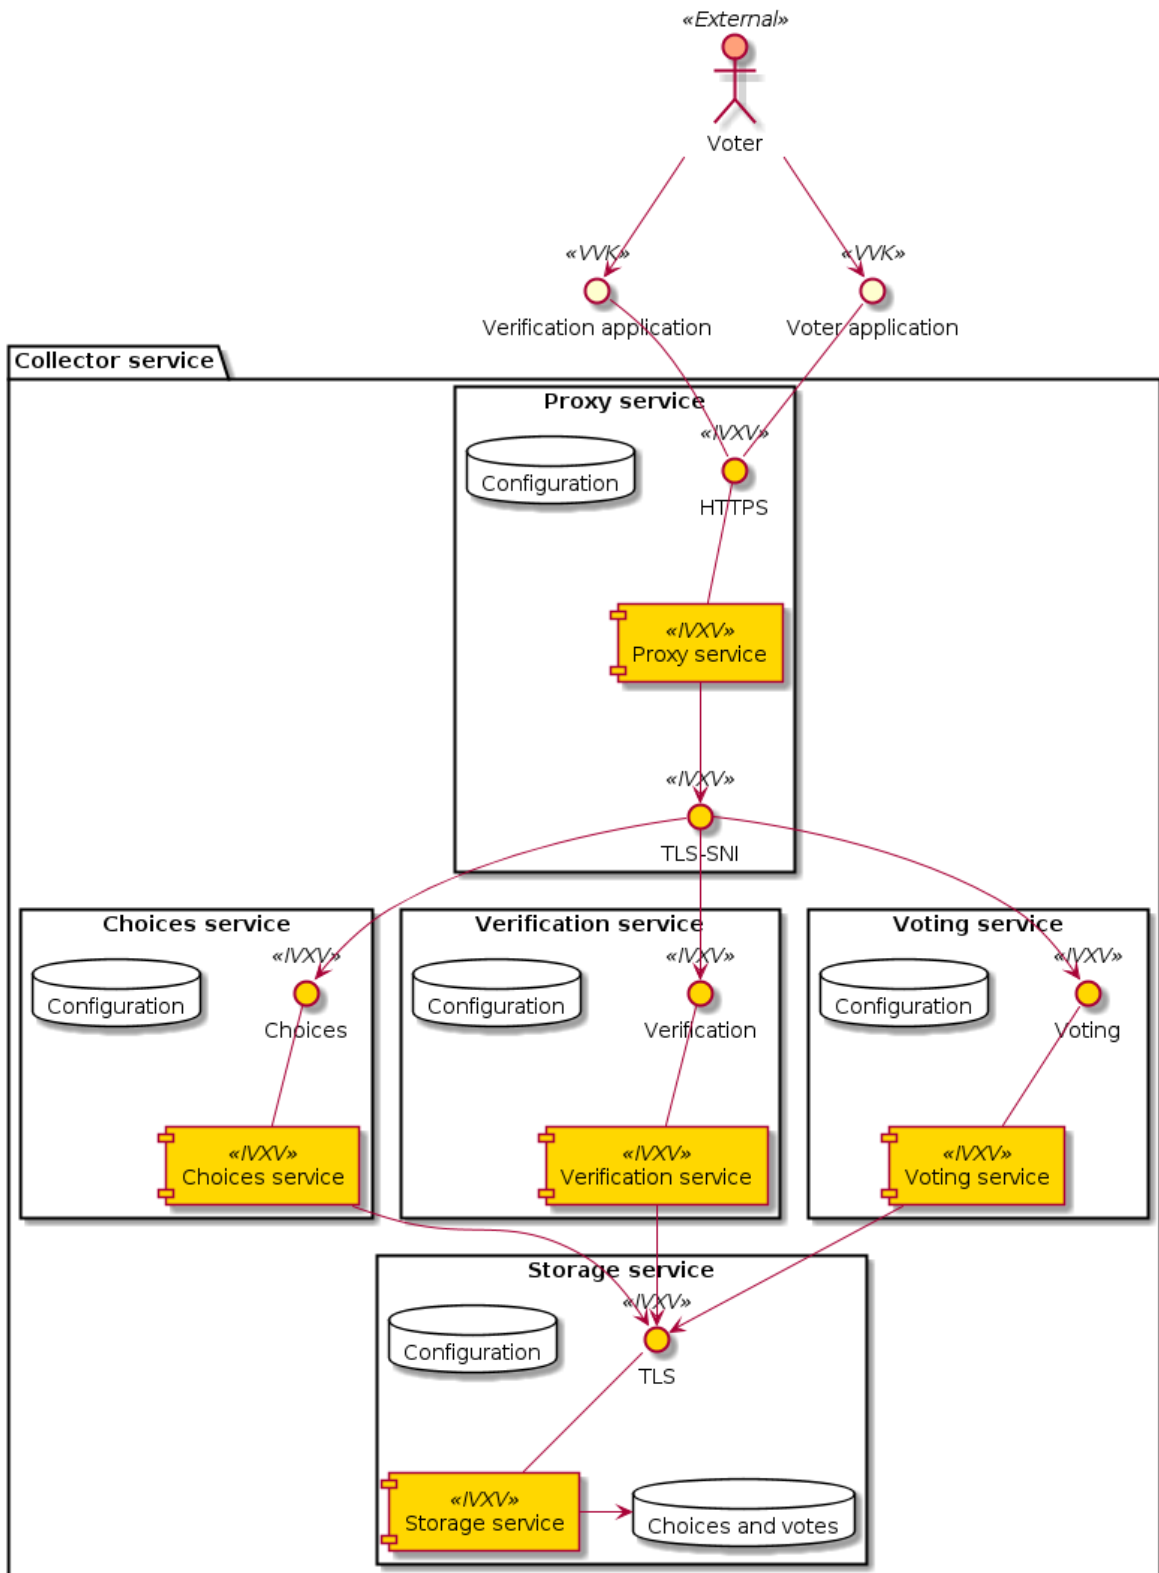 «External»
Voter
«VVK»
«VVK»
Verification application
Voter application
Collector service
Proxy service
«IVXV»
Configuration
HTTPS
«IVXV»
Proxy service
«IVXV»
TLS-SNI
Choices service
Verification service
Voting service
«IVXV»
«IVXV»
«IVXV»
Configuration
Configuration
Configuration
Choices
Verification
Voting
«IVXV»
Choices service
«IVXV»
Verification service
«IVXV»
Voting service
Storage service
«IVXV»
Configuration
TLS
«IVXV»
Storage service
Choices and votes